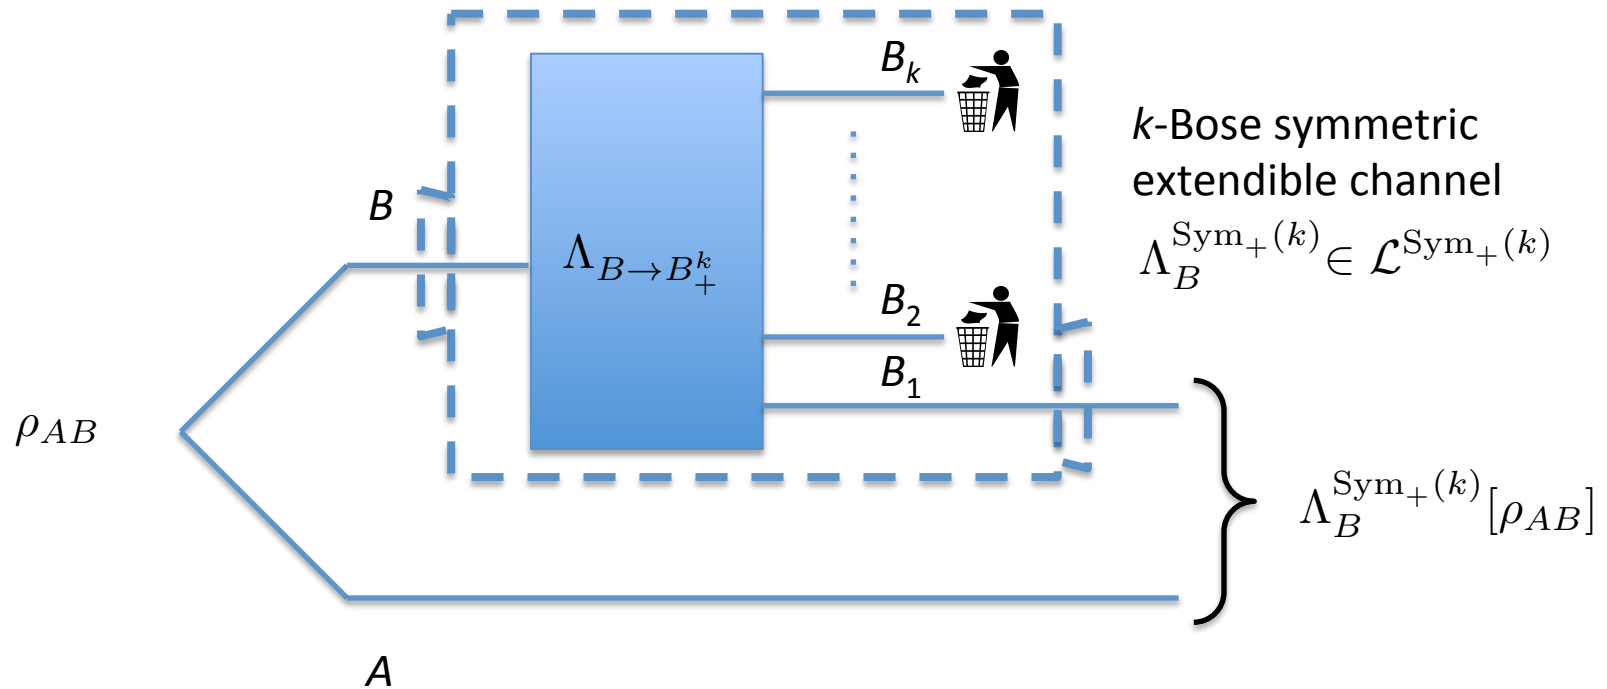 B_k
k-Bose symmetric
extendible channel
B
Λ_B^{Sym_+(k)} ∈ ℒ^{Sym_+(k)}
Λ_{B→B_+^k}
B_2
B_1
ρ_{AB}
Λ_B^{Sym_+(k)}[ρ_{AB}]
A